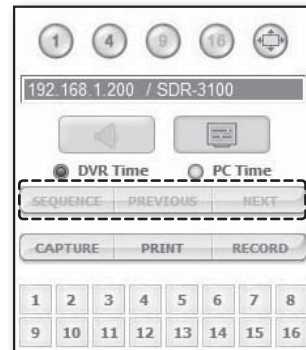 1 4 9 16
192.168.1.200 / SDR-3100
DVR Time PC Time
SEQUENCE PREVIOUS NEXT
CAPTURE PRINT RECORD
1 2 3 4 5 6 7 8
9 10 11 12 13 14 15 16